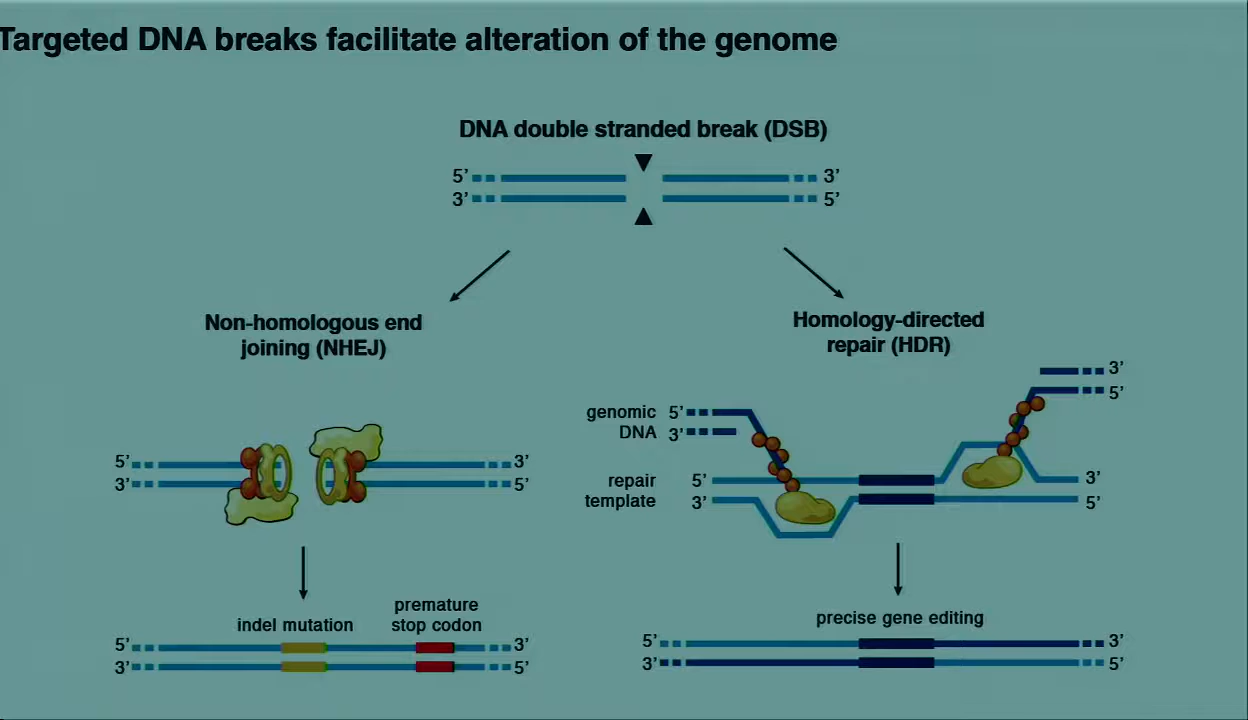 Targeted DNA breaks facilitate alteration of the genome
DNA double stranded break (DSB)
5’ 3’
3’ 5’
Non-homologous end
joining (NHEJ)
Homology-directed
repair (HDR)
3’
5’
genomic 5’
DNA 3’
5’ 3’
3’ 5’
repair 5’ 3’
template 3’ 5’
indel mutation
premature
stop codon
5’ 3’
3’ 5’
precise gene editing
5’ 3’
3’ 5’